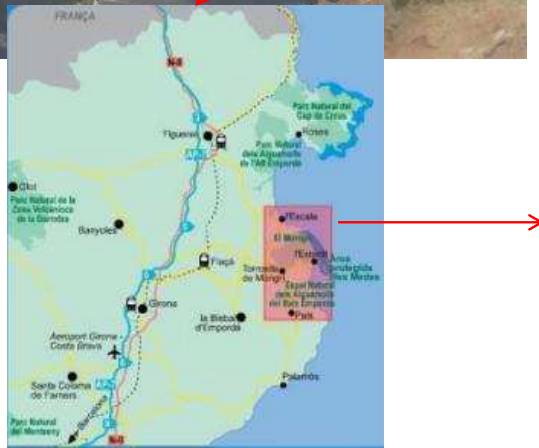 FRANÇA
N-II
Parc Natural del
Cap de Creus
Figueres
Roses
Parc Natural
dels Aiguamolls
de l'Alt Empordà
Olot
Parc Natural de la
Zona Volcànica
de la Garrotxa
Banyoles
l'Escala
El Montgrí
l'Estartit
Àrea
Protegida
Illes Medes
Flaçà
Torroella
de Montgrí
Espai Natural
dels Aiguamolls
del Baix Empordà
Girona
la Bisbal
d'Empordà
Pals
Aeroport Girona
Costa Brava
Palamós
Santa Coloma
de Farners
Barcelona
Parc Natural
del Montseny
N-II